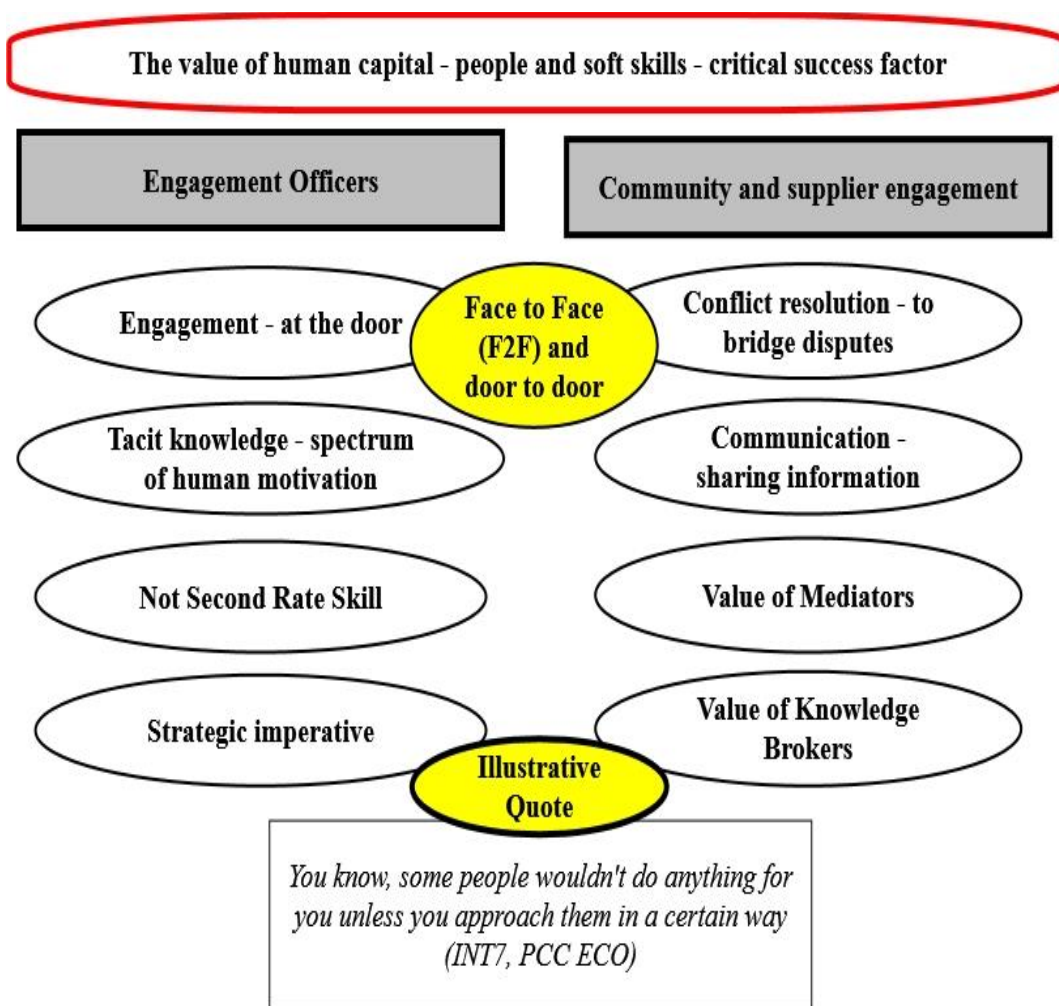 The value of human capital - people and soft skills - critical success factor
Engagement Officers
Community and supplier engagement
Engagement - at the door
Face to Face
(F2F) and
door to door
Conflict resolution - to
bridge disputes
Tacit knowledge - spectrum
of human motivation
Communication -
sharing information
Not Second Rate Skill
Value of Mediators
Strategic imperative
Value of Knowledge
Brokers
Illustrative
Quote
You know, some people wouldn't do anything for
you unless you approach them in a certain way
(INT7, PCC ECO)